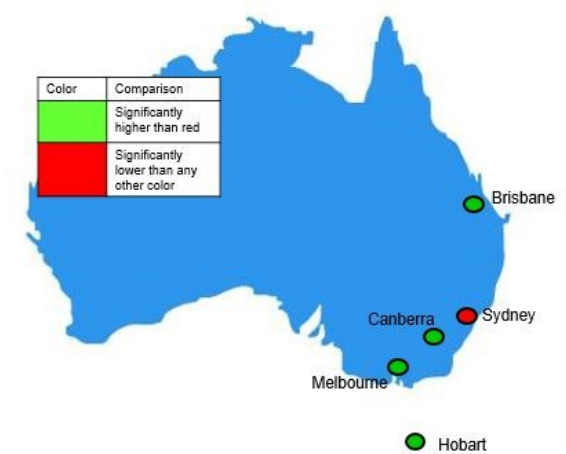 Color Comparison
Significantly
higher than red
Significantly
lower than any
other color
Brisbane
Sydney
Canberra
Melbourne
Hobart